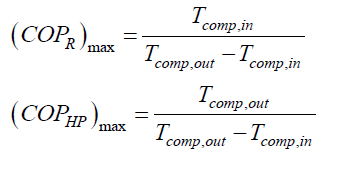 (COP_R)_max = T_comp,in / (T_comp,out − T_comp,in)
(COP_HP)_max = T_comp,out / (T_comp,out − T_comp,in)